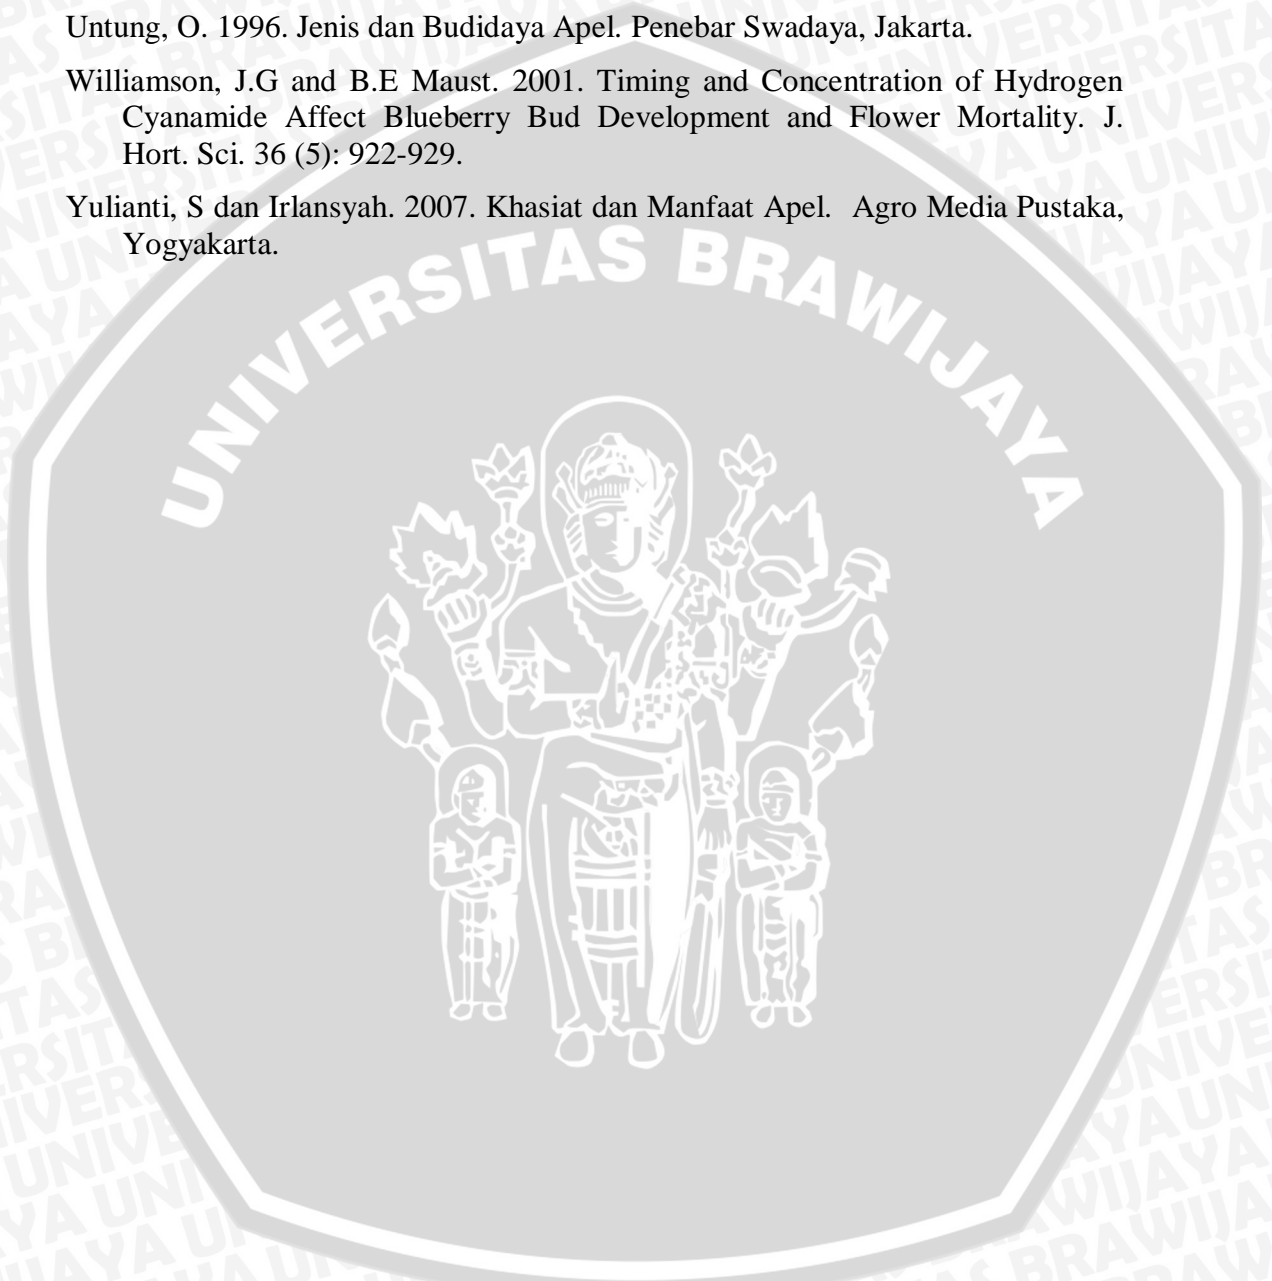 Untung, O. 1996. Jenis dan Budidaya Apel. Penebar Swadaya, Jakarta.
Williamson, J.G and B.E Maust. 2001. Timing and Concentration of Hydrogen
Cyanamide Affect Blueberry Bud Development and Flower Mortality. J.
Hort. Sci. 36 (5): 922-929.
Yulianti, S dan Irlansyah. 2007. Khasiat dan Manfaat Apel. Agro Media Pustaka,
Yogyakarta.
UNIVERSITAS BRAWIJAYA